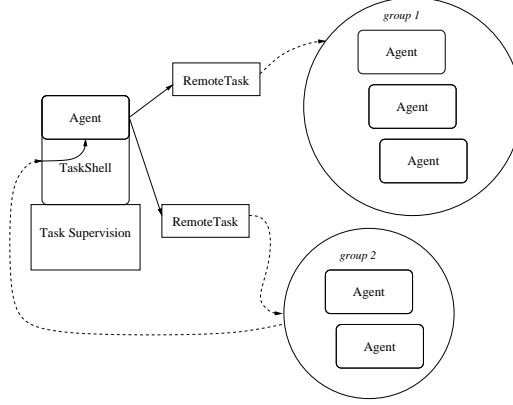 group 1
Agent
RemoteTask
Agent
Agent
Agent
TaskShell
RemoteTask
Task Supervision
group 2
Agent
Agent